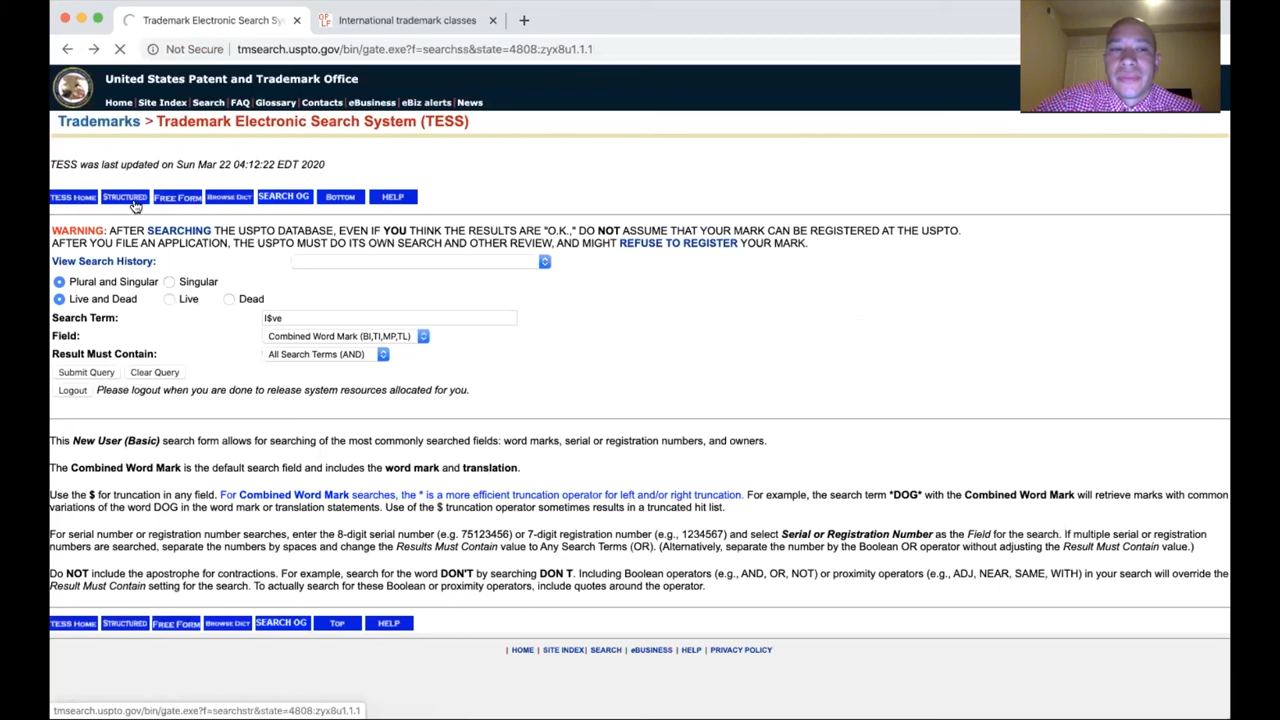 Trademark Electronic Search Sy
International trademark classes
Not Secure
tmsearch.uspto.gov/bin/gate.exe?f=searchss&state=4808:zyx8u1.1.1
United States Patent and Trademark Office
Home | Site Index | Search | FAQ | Glossary | Contacts | eBusiness | eBiz alerts | News
Trademarks > Trademark Electronic Search System (TESS)
TESS was last updated on Sun Mar 22 04:12:22 EDT 2020
TESS HOME STRUCTURED FREE FORM BROWSE DICT SEARCH OG BOTTOM HELP
WARNING: AFTER SEARCHING THE USPTO DATABASE, EVEN IF YOU THINK THE RESULTS ARE "O.K.," DO NOT ASSUME THAT YOUR MARK CAN BE REGISTERED AT THE USPTO.
AFTER YOU FILE AN APPLICATION, THE USPTO MUST DO ITS OWN SEARCH AND OTHER REVIEW, AND MIGHT REFUSE TO REGISTER YOUR MARK.
View Search History:
Plural and Singular Singular
Live and Dead Live Dead
Search Term: l$ve
Field: Combined Word Mark (BI,TI,MP,TL)
Result Must Contain: All Search Terms (AND)
Submit Query Clear Query
Logout Please logout when you are done to release system resources allocated for you.
This New User (Basic) search form allows for searching of the most commonly searched fields: word marks, serial or registration numbers, and owners.
The Combined Word Mark is the default search field and includes the word mark and translation.
Use the $ for truncation in any field. For Combined Word Mark searches, the * is a more efficient truncation operator for left and/or right truncation. For example, the search term *DOG* with the Combined Word Mark will retrieve marks with common
variations of the word DOG in the word mark or translation statements. Use of the $ truncation operator sometimes results in a truncated hit list.
For serial number or registration number searches, enter the 8-digit serial number (e.g. 75123456) or 7-digit registration number (e.g, 1234567) and select Serial or Registration Number as the Field for the search. If multiple serial or registration
numbers are searched, separate the numbers by spaces and change the Results Must Contain value to Any Search Terms (OR). (Alternatively, separate the number by the Boolean OR operator without adjusting the Result Must Contain value.)
Do NOT include the apostrophe for contractions. For example, search for the word DON'T by searching DON T. Including Boolean operators (e.g., AND, OR, NOT) or proximity operators (e.g., ADJ, NEAR, SAME, WITH) in your search will override the
Result Must Contain setting for the search. To actually search for these Boolean or proximity operators, include quotes around the operator.
TESS HOME STRUCTURED FREE FORM BROWSE DICT SEARCH OG TOP HELP
| HOME | SITE INDEX| SEARCH | eBUSINESS | HELP | PRIVACY POLICY
tmsearch.uspto.gov/bin/gate.exe?f=searchstr&state=4808:zyx8u1.1.1